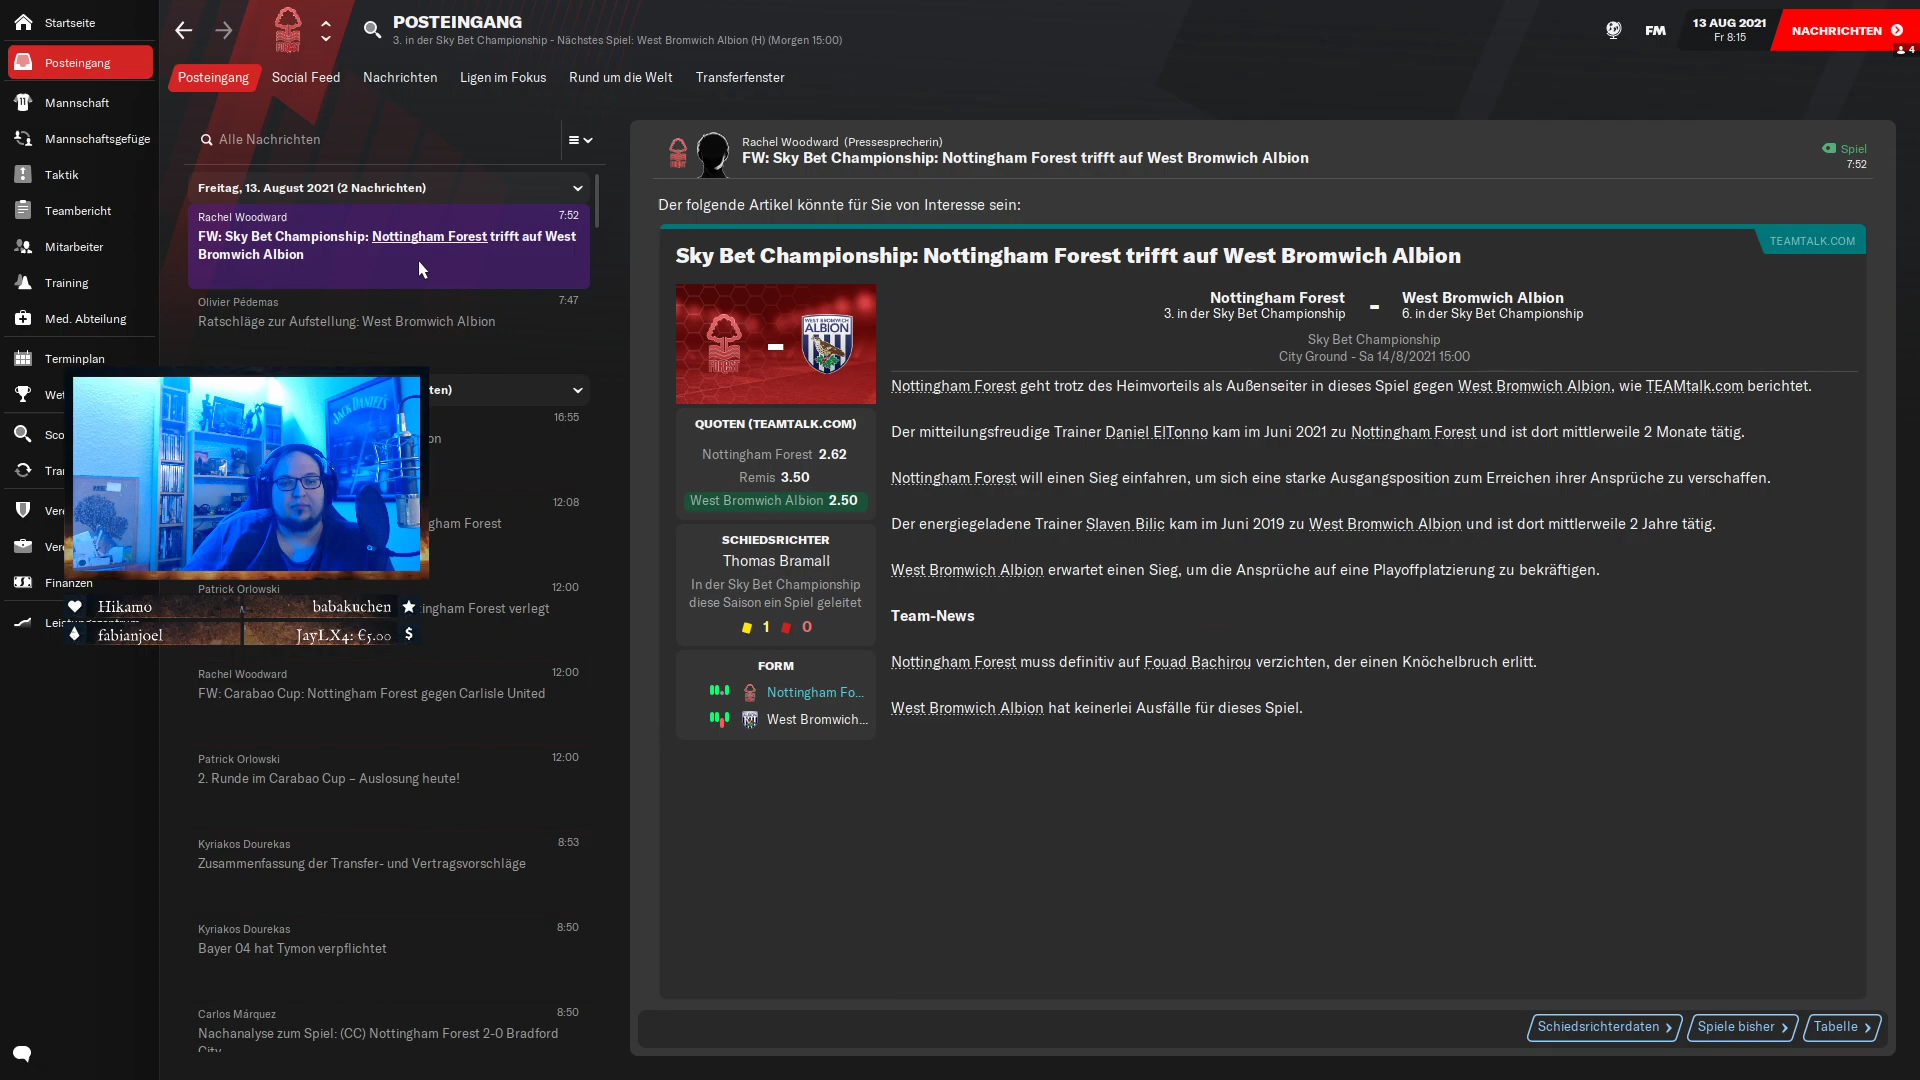 Startseite
Posteingang
Mannschaft
Mannschaftsgefüge
Taktik
Teambericht
Mitarbeiter
Training
Med. Abteilung
Terminplan
Finanzen
POSTEINGANG
3. in der Sky Bet Championship - Nächstes Spiel: West Bromwich Albion (H) (Morgen 15:00)
FM
13 AUG 2021
Fr 8:15
NACHRICHTEN
4
Posteingang
Social Feed
Nachrichten
Ligen im Fokus
Rund um die Welt
Transferfenster
Alle Nachrichten
Freitag, 13. August 2021 (2 Nachrichten)
Rachel Woodward 7:52
FW: Sky Bet Championship: Nottingham Forest trifft auf West
Bromwich Albion
Olivier Pédemas 7:47
Ratschläge zur Aufstellung: West Bromwich Albion
16:55
12:08
Forest
Patrick Orlowski 12:00
Forest verlegt
Hikamo
babakuchen
fabianjoel
JayLX4: €5.00
Rachel Woodward 12:00
FW: Carabao Cup: Nottingham Forest gegen Carlisle United
Patrick Orlowski 12:00
2. Runde im Carabao Cup – Auslosung heute!
Kyriakos Dourekas 8:53
Zusammenfassung der Transfer- und Vertragsvorschläge
Kyriakos Dourekas 8:50
Bayer 04 hat Tymon verpflichtet
Carlos Márquez 8:50
Nachanalyse zum Spiel: (CC) Nottingham Forest 2-0 Bradford
City
Rachel Woodward (Pressesprecherin)
FW: Sky Bet Championship: Nottingham Forest trifft auf West Bromwich Albion
Spiel
7:52
Der folgende Artikel könnte für Sie von Interesse sein:
TEAMTALK.COM
Sky Bet Championship: Nottingham Forest trifft auf West Bromwich Albion
FOREST
ALBION
Nottingham Forest - West Bromwich Albion
3. in der Sky Bet Championship
6. in der Sky Bet Championship
Sky Bet Championship
City Ground - Sa 14/8/2021 15:00
QUOTEN (TEAMTALK.COM)
Nottingham Forest 2.62
Remis 3.50
West Bromwich Albion 2.50
SCHIEDSRICHTER
Thomas Bramall
In der Sky Bet Championship
diese Saison ein Spiel geleitet
1 0
FORM
Nottingham Fo...
West Bromwich...
Nottingham Forest geht trotz des Heimvorteils als Außenseiter in dieses Spiel gegen West Bromwich Albion, wie TEAMtalk.com berichtet.
Der mitteilungsfreudige Trainer Daniel ElTonno kam im Juni 2021 zu Nottingham Forest und ist dort mittlerweile 2 Monate tätig.
Nottingham Forest will einen Sieg einfahren, um sich eine starke Ausgangsposition zum Erreichen ihrer Ansprüche zu verschaffen.
Der energiegeladene Trainer Slaven Bilic kam im Juni 2019 zu West Bromwich Albion und ist dort mittlerweile 2 Jahre tätig.
West Bromwich Albion erwartet einen Sieg, um die Ansprüche auf eine Playoffplatzierung zu bekräftigen.
Team-News
Nottingham Forest muss definitiv auf Fouad Bachirou verzichten, der einen Knöchelbruch erlitt.
West Bromwich Albion hat keinerlei Ausfälle für dieses Spiel.
Schiedsrichterdaten
Spiele bisher
Tabelle